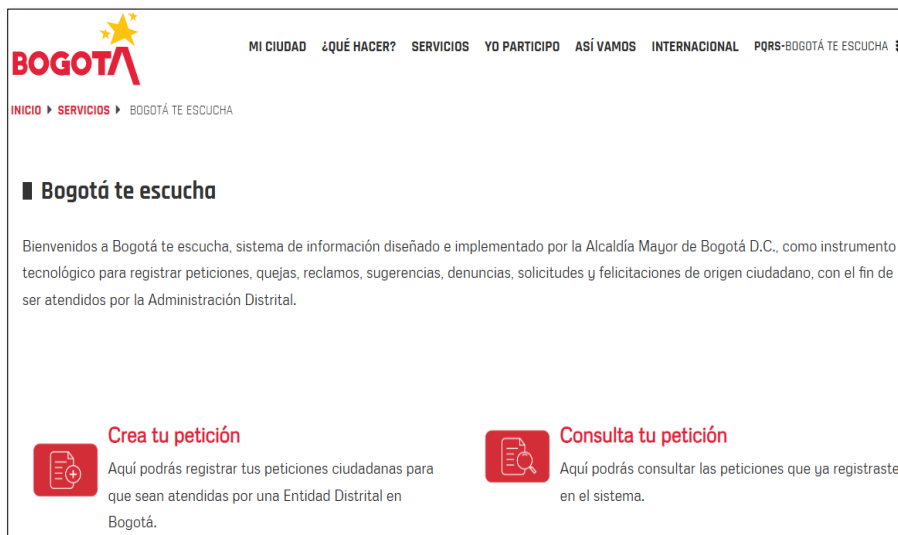 BOGOTÁ
MI CIUDAD ¿QUÉ HACER? SERVICIOS YO PARTICIPO ASÍ VAMOS INTERNACIONAL PQRS-BOGOTÁ TE ESCUCHA
INICIO SERVICIOS BOGOTÁ TE ESCUCHA
Bogotá te escucha
Bienvenidos a Bogotá te escucha, sistema de información diseñado e implementado por la Alcaldía Mayor de Bogotá D.C., como instrumento
tecnológico para registrar peticiones, quejas, reclamos, sugerencias, denuncias, solicitudes y felicitaciones de origen ciudadano, con el fin de
ser atendidos por la Administración Distrital.
Crea tu petición
Aquí podrás registrar tus peticiones ciudadanas para
que sean atendidas por una Entidad Distrital en
Bogotá.
Consulta tu petición
Aquí podrás consultar las peticiones que ya registraste
en el sistema.